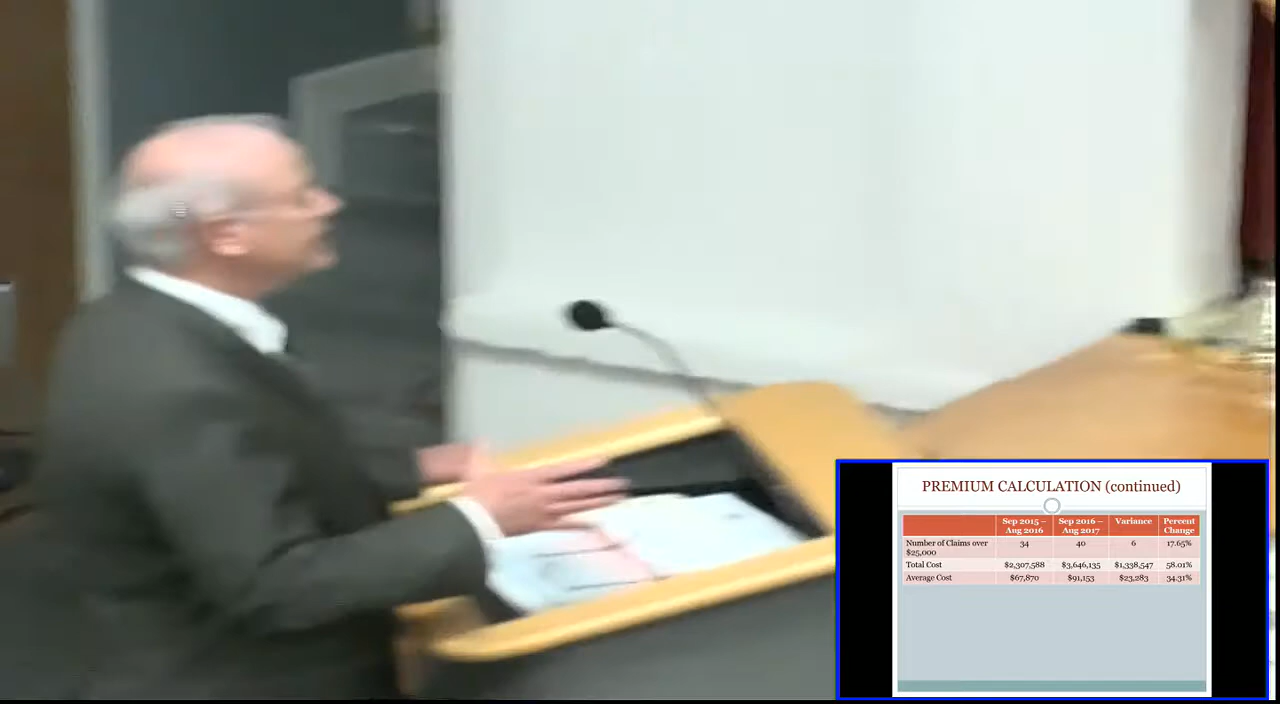 PREMIUM CALCULATION (continued)
Sep 2015 – Aug 2016 Sep 2016 – Aug 2017 Variance Percent Change
Number of Claims over $25,000 34 40 6 17.65%
Total Cost $2,307,588 $3,646,135 $1,338,547 58.01%
Average Cost $67,870 $91,153 $23,283 34.31%